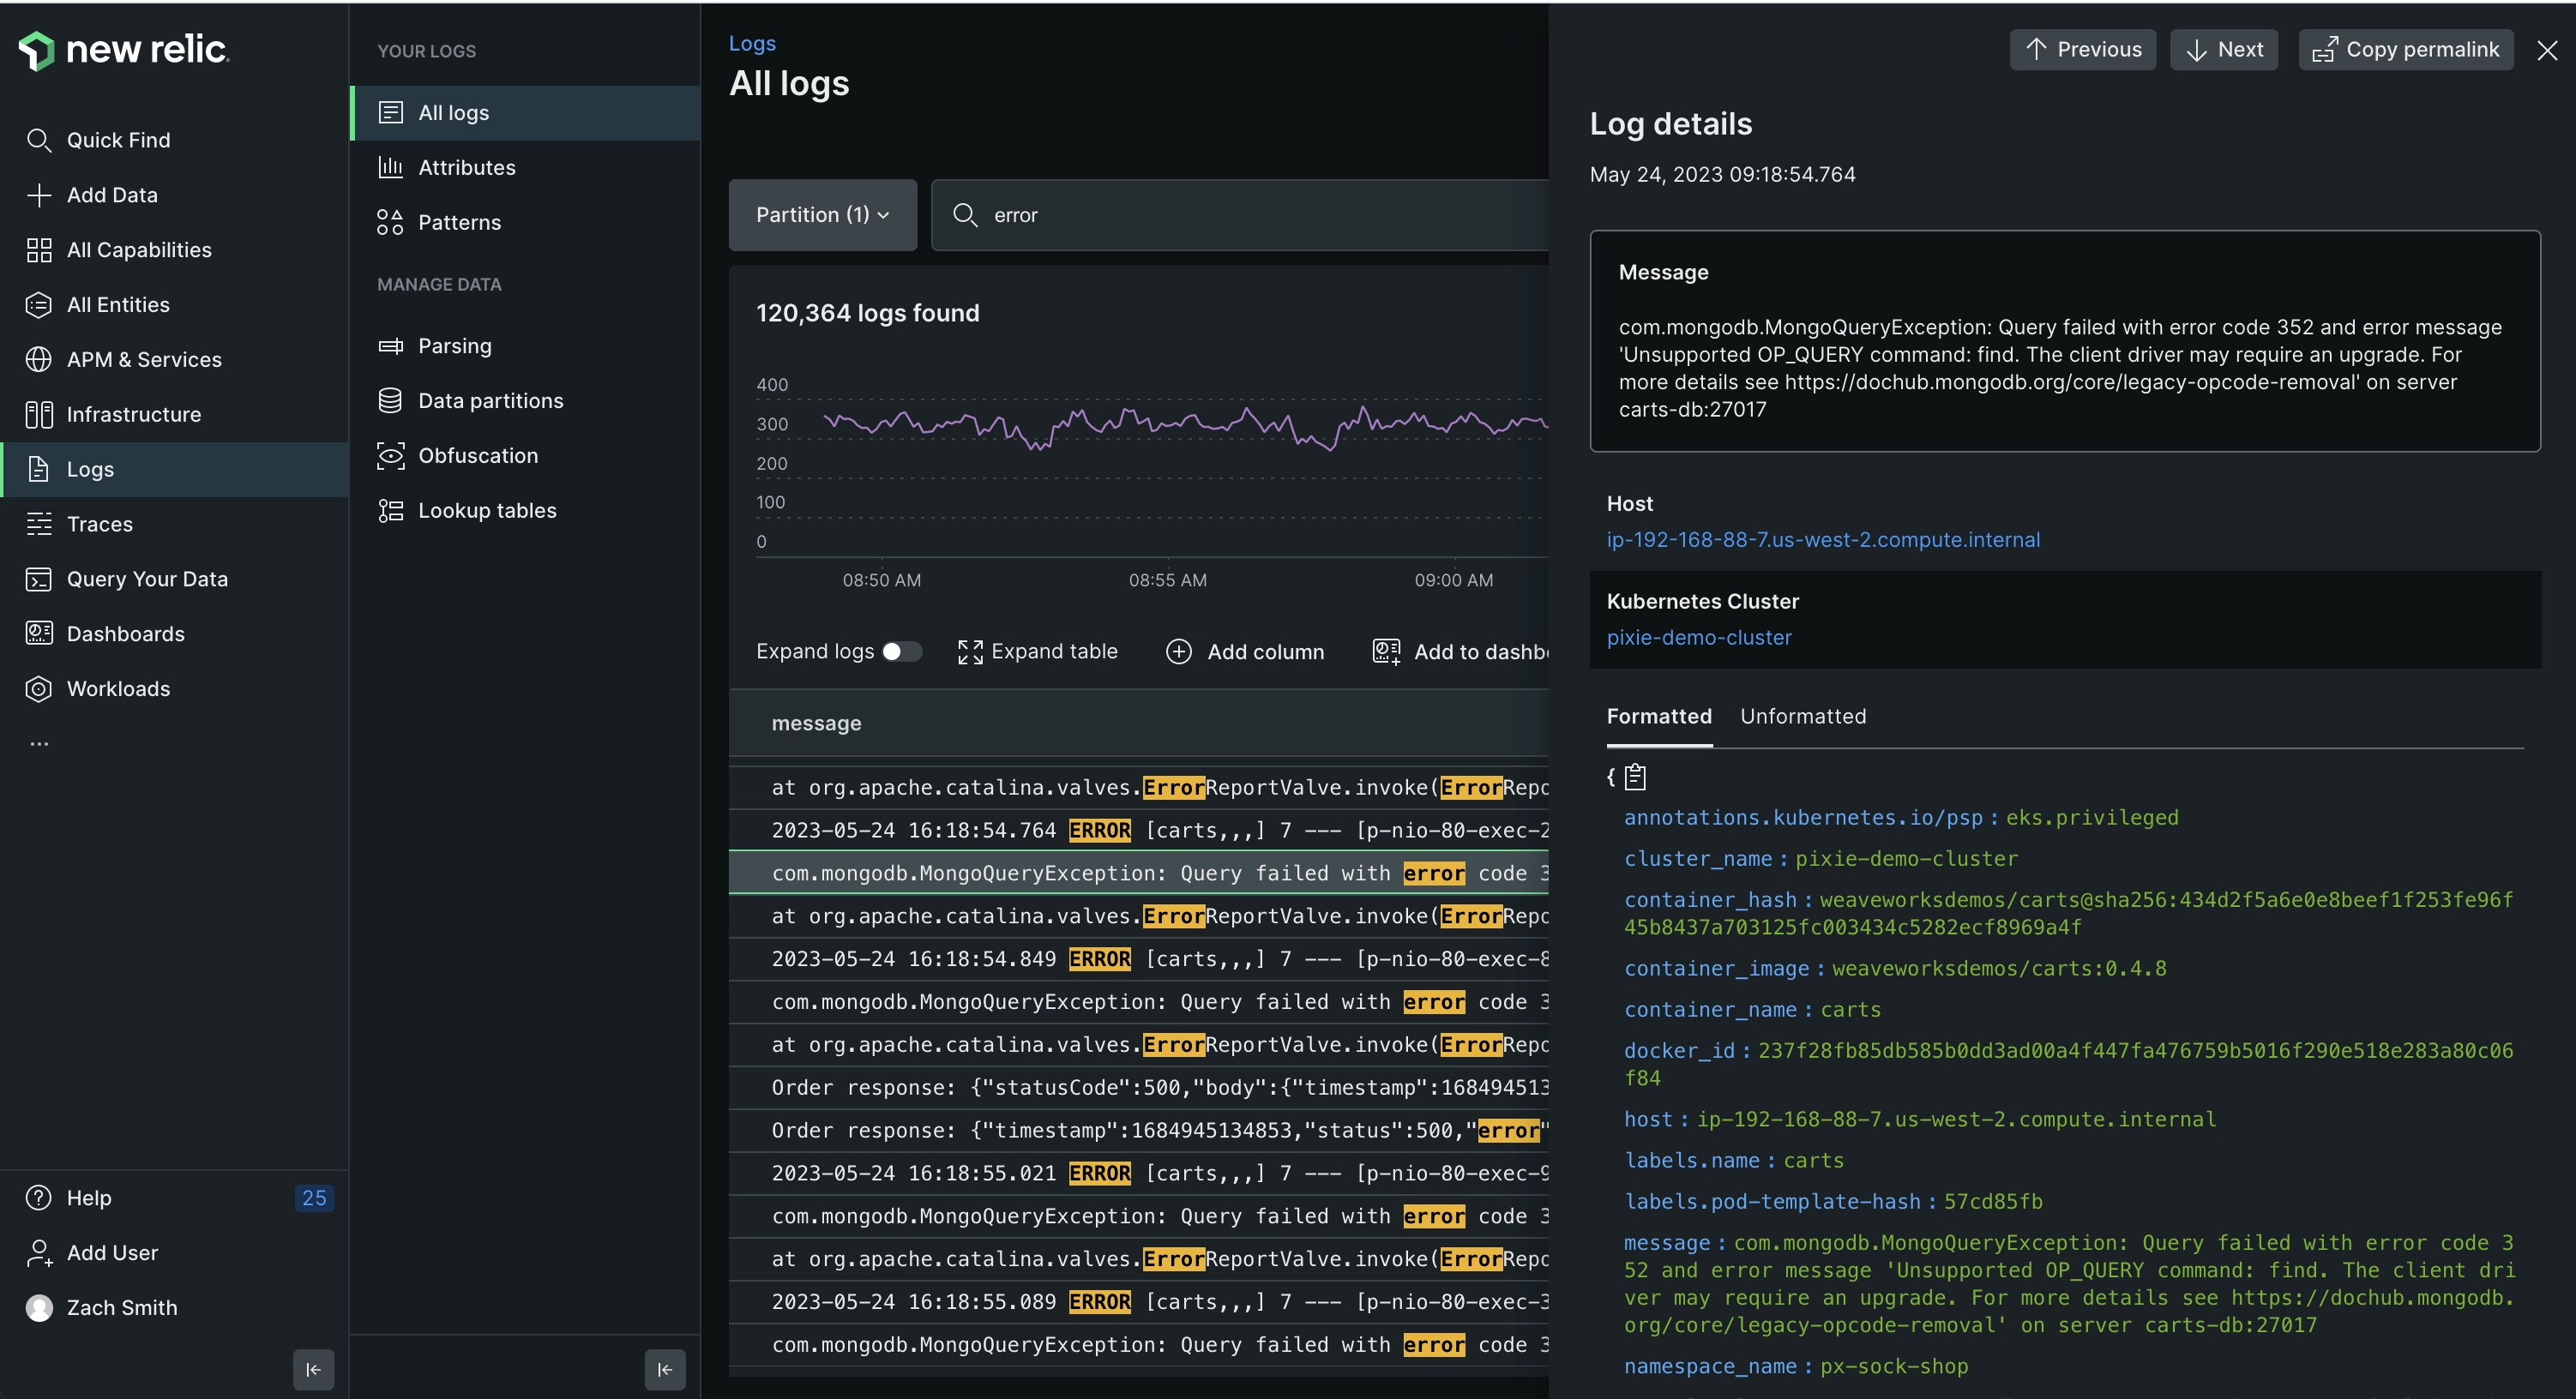 new relic.
Quick Find
Add Data
All Capabilities
All Entities
APM & Services
Infrastructure
Logs
Traces
Query Your Data
Dashboards
Workloads
...
Help 25
Add User
Zach Smith
YOUR LOGS
All logs
Attributes
Patterns
MANAGE DATA
Parsing
Data partitions
Obfuscation
Lookup tables
Logs
All logs
Partition (1)
error
120,364 logs found
400
300
200
100
0
08:50 AM 08:55 AM 09:00 AM
Expand logs Expand table Add column Add to dashb
message
at org.apache.catalina.valves.ErrorReportValve.invoke(ErrorRepo
2023-05-24 16:18:54.764 ERROR [carts,,,] 7 --- [p-nio-80-exec-2
com.mongodb.MongoQueryException: Query failed with error code 3
at org.apache.catalina.valves.ErrorReportValve.invoke(ErrorRepo
2023-05-24 16:18:54.849 ERROR [carts,,,] 7 --- [p-nio-80-exec-8
com.mongodb.MongoQueryException: Query failed with error code 3
at org.apache.catalina.valves.ErrorReportValve.invoke(ErrorRepo
Order response: {"statusCode":500,"body":{"timestamp":168494513
Order response: {"timestamp":1684945134853,"status":500,"error"
2023-05-24 16:18:55.021 ERROR [carts,,,] 7 --- [p-nio-80-exec-9
com.mongodb.MongoQueryException: Query failed with error code 3
at org.apache.catalina.valves.ErrorReportValve.invoke(ErrorRepo
2023-05-24 16:18:55.089 ERROR [carts,,,] 7 --- [p-nio-80-exec-3
com.mongodb.MongoQueryException: Query failed with error code 3
Previous Next Copy permalink
Log details
May 24, 2023 09:18:54.764
Message
com.mongodb.MongoQueryException: Query failed with error code 352 and error message
'Unsupported OP_QUERY command: find. The client driver may require an upgrade. For
more details see https://dochub.mongodb.org/core/legacy-opcode-removal' on server
carts-db:27017
Host
ip-192-168-88-7.us-west-2.compute.internal
Kubernetes Cluster
pixie-demo-cluster
Formatted Unformatted
{
annotations.kubernetes.io/psp : eks.privileged
cluster_name : pixie-demo-cluster
container_hash : weaveworksdemos/carts@sha256:434d2f5a6e0e8beef1f253fe96f
45b8437a703125fc003434c5282ecf8969a4f
container_image : weaveworksdemos/carts:0.4.8
container_name : carts
docker_id : 237f28fb85db585b0dd3ad00a4f447fa476759b5016f290e518e283a80c06
f84
host : ip-192-168-88-7.us-west-2.compute.internal
labels.name : carts
labels.pod-template-hash : 57cd85fb
message : com.mongodb.MongoQueryException: Query failed with error code 3
52 and error message 'Unsupported OP_QUERY command: find. The client dri
ver may require an upgrade. For more details see https://dochub.mongodb.
org/core/legacy-opcode-removal' on server carts-db:27017
namespace_name : px-sock-shop